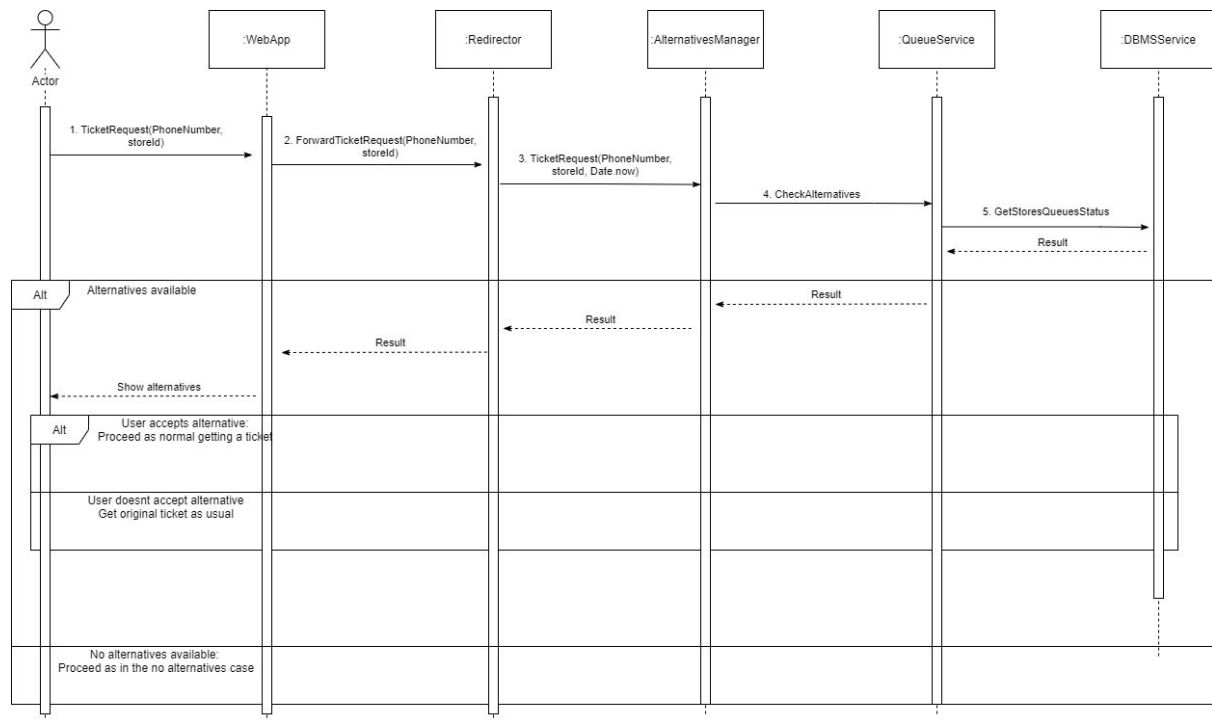 :WebApp
:Redirector
:AlternativesManager
:QueueService
:DBMSService
Actor
1. TicketRequest(PhoneNumber,
storeId)
2. ForwardTicketRequest(PhoneNumber,
storeId)
3. TicketRequest(PhoneNumber,
storeId, Date.now)
4. CheckAlternatives
5. GetStoresQueuesStatus
Result
Alt
Alternatives available
Result
Result
Result
Show alternatives
Alt
User accepts alternative:
Proceed as normal getting a ticket
User doesnt accept alternative
Get original ticket as usual
No alternatives available:
Proceed as in the no alternatives case